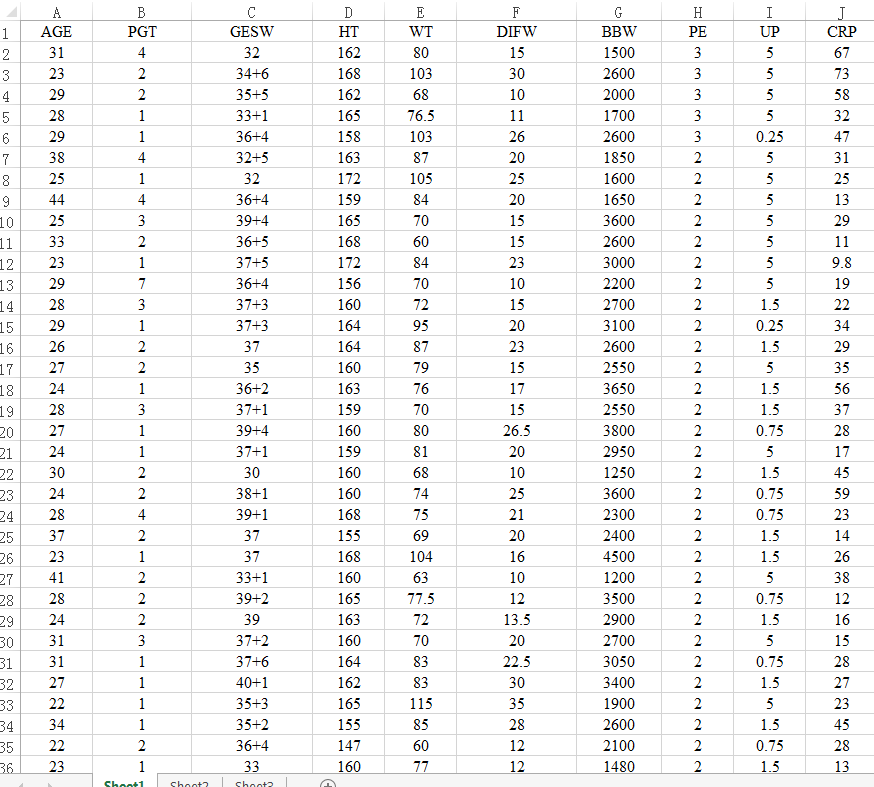 A B C D E F G H I J
1 AGE PGT GESW HT WT DIFW BBW PE UP CRP
2 31 4 32 162 80 15 1500 3 5 67
3 23 2 34+6 168 103 30 2600 3 5 73
4 29 2 35+5 162 68 10 2000 3 5 58
5 28 1 33+1 165 76.5 11 1700 3 5 32
6 29 1 36+4 158 103 26 2600 3 0.25 47
7 38 4 32+5 163 87 20 1850 2 5 31
8 25 1 32 172 105 25 1600 2 5 25
9 44 4 36+4 159 84 20 1650 2 5 13
10 25 3 39+4 165 70 15 3600 2 5 29
11 33 2 36+5 168 60 15 2600 2 5 11
12 23 1 37+5 172 84 23 3000 2 5 9.8
13 29 7 36+4 156 70 10 2200 2 5 19
14 28 3 37+3 160 72 15 2700 2 1.5 22
15 29 1 37+3 164 95 20 3100 2 0.25 34
16 26 2 37 164 87 23 2600 2 1.5 29
17 27 2 35 160 79 15 2550 2 5 35
18 24 1 36+2 163 76 17 3650 2 1.5 56
19 28 3 37+1 159 70 15 2550 2 1.5 37
20 27 1 39+4 160 80 26.5 3800 2 0.75 28
21 24 1 37+1 159 81 20 2950 2 5 17
22 30 2 30 160 68 10 1250 2 1.5 45
23 24 2 38+1 160 74 25 3600 2 0.75 59
24 28 4 39+1 168 75 21 2300 2 0.75 23
25 37 2 37 155 69 20 2400 2 1.5 14
26 23 1 37 168 104 16 4500 2 1.5 26
27 41 2 33+1 160 63 10 1200 2 5 38
28 28 2 39+2 165 77.5 12 3500 2 0.75 12
29 24 2 39 163 72 13.5 2900 2 1.5 16
30 31 3 37+2 160 70 20 2700 2 5 15
31 31 1 37+6 164 83 22.5 3050 2 0.75 28
32 27 1 40+1 162 83 30 3400 2 1.5 27
33 22 1 35+3 165 115 35 1900 2 5 23
34 34 1 35+2 155 85 28 2600 2 1.5 45
35 22 2 36+4 147 60 12 2100 2 0.75 28
36 23 1 33 160 77 12 1480 2 1.5 13
Sheet1 Sheet2 Sheet3